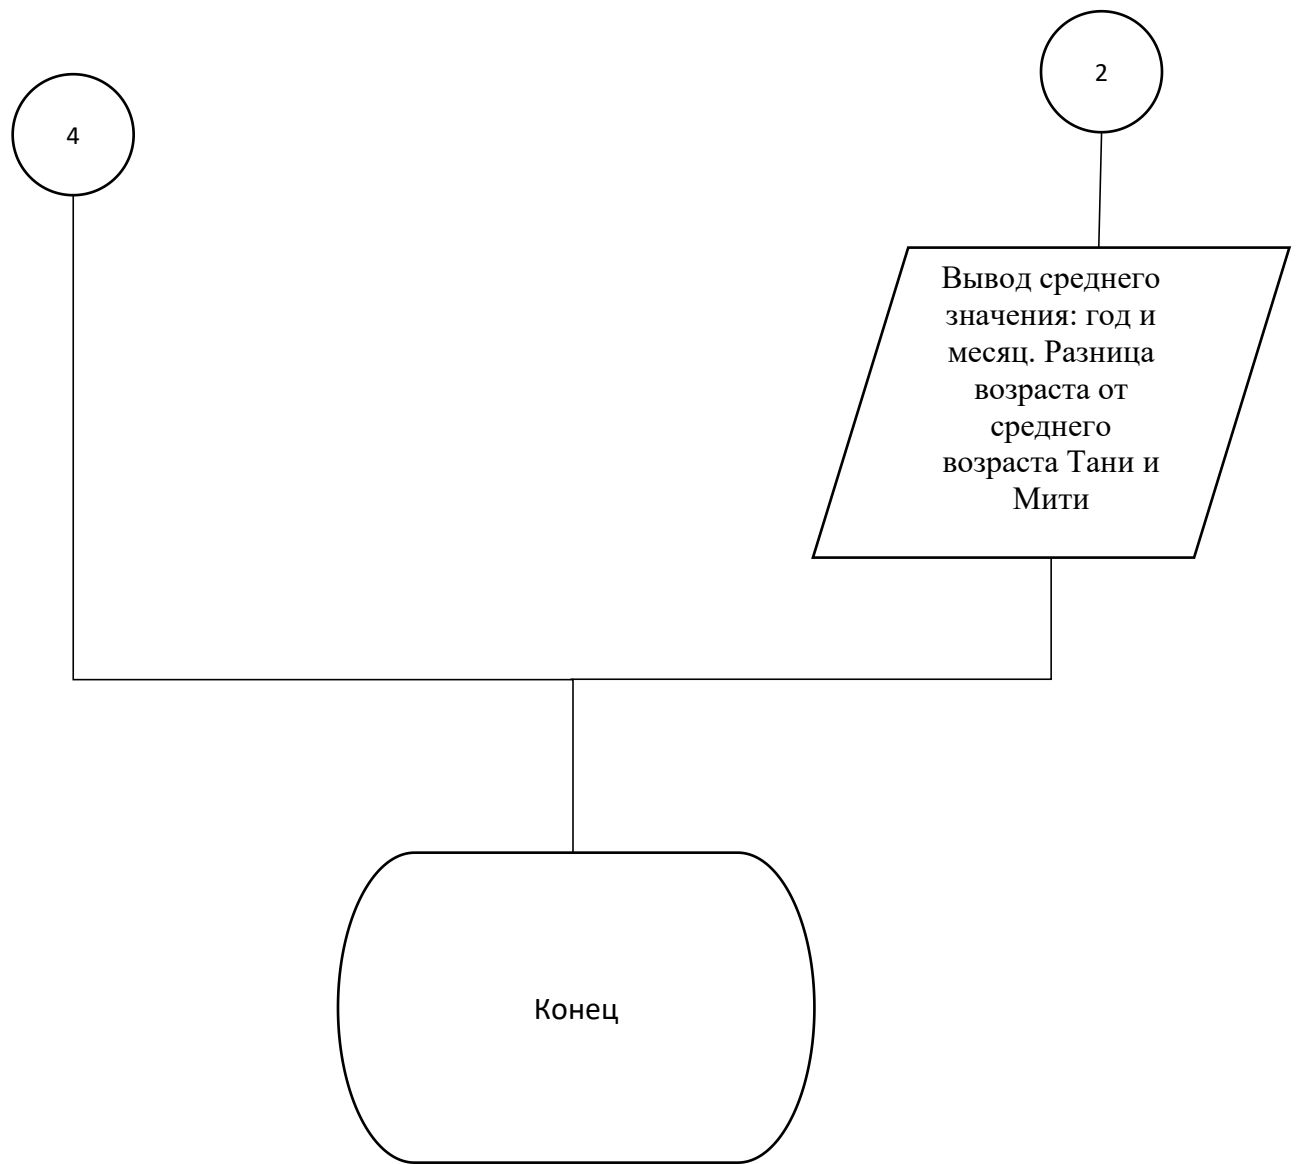 2
4
Вывод среднего
значения: год и
месяц. Разница
возраста от
среднего
возраста Тани и
Мити
Конец